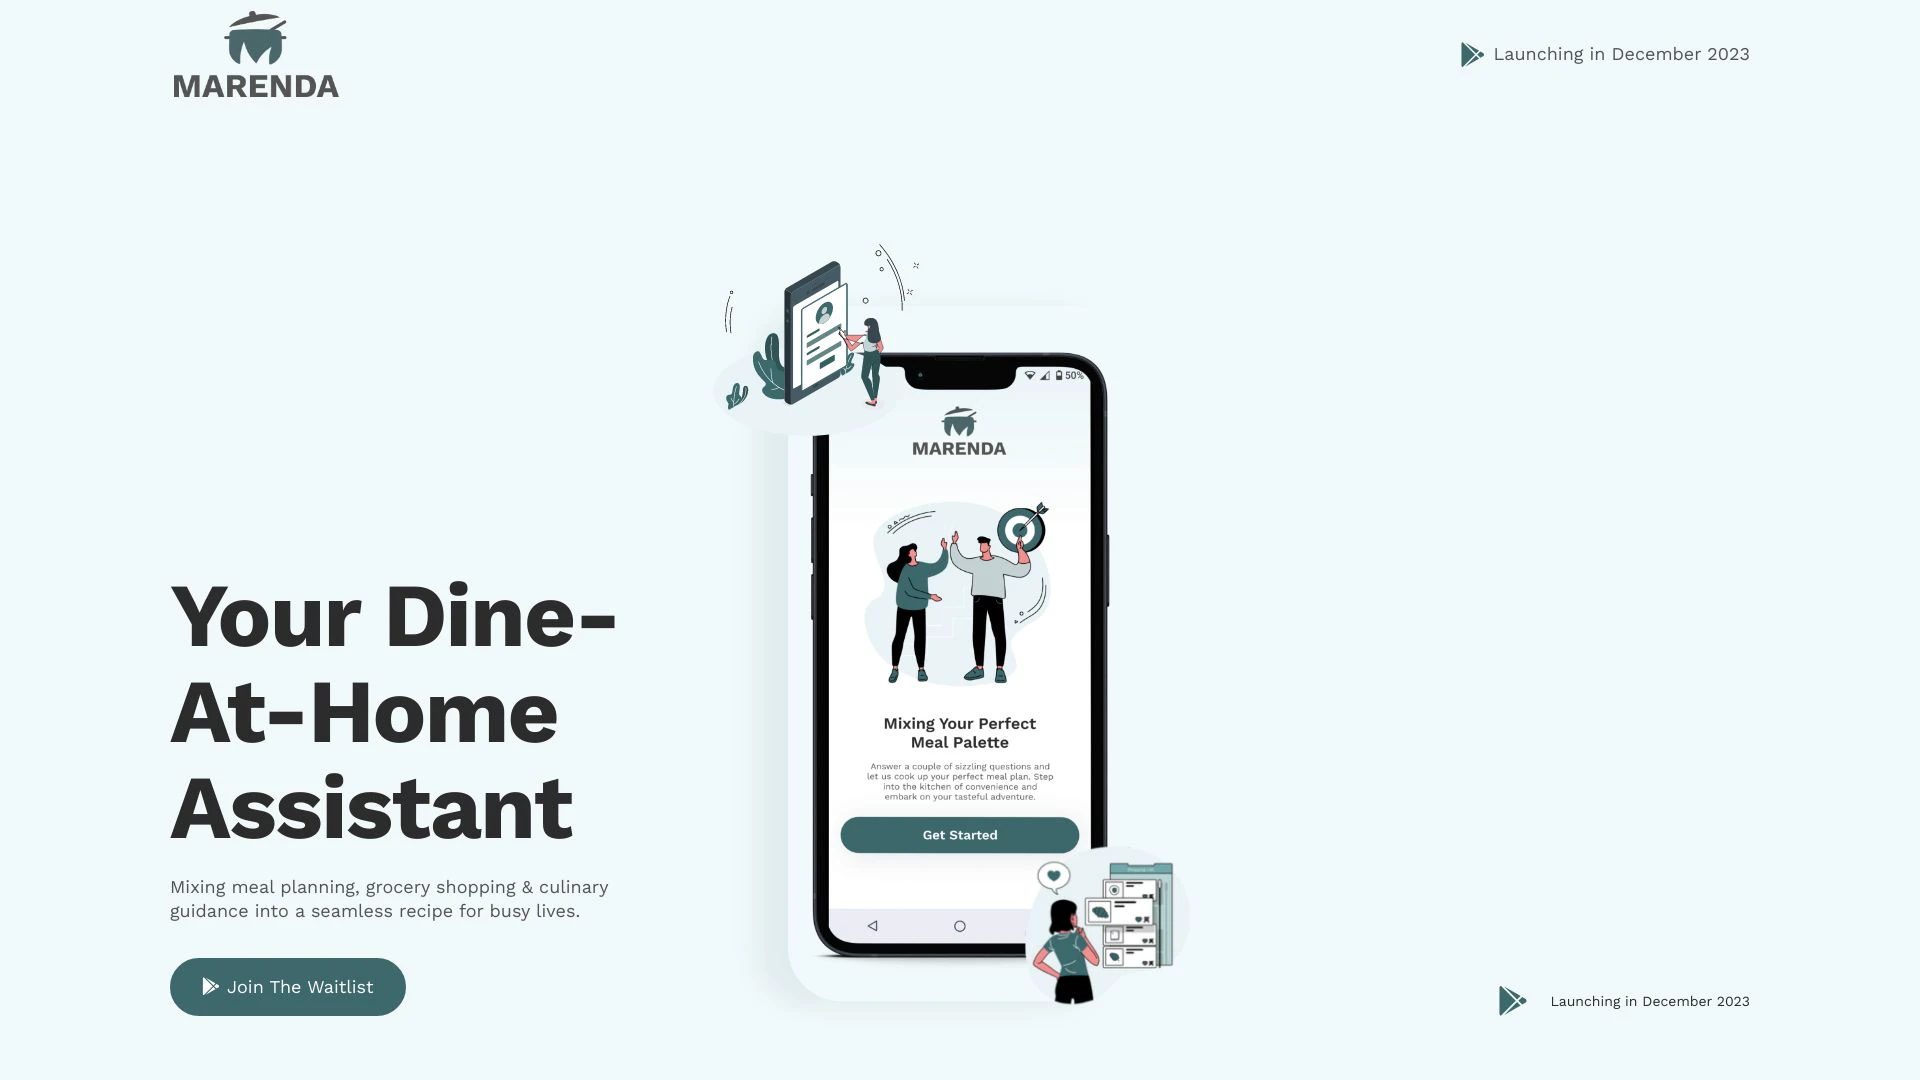 MARENDA
Launching in December 2023
50%
MARENDA
Mixing Your Perfect
Meal Palette
Answer a couple of sizzling questions and
let us cook up your perfect meal plan. Step
into the kitchen of convenience and
embark on your tasteful adventure.
Get Started
Your Dine-
At-Home
Assistant
Mixing meal planning, grocery shopping & culinary
guidance into a seamless recipe for busy lives.
Join The Waitlist
Launching in December 2023